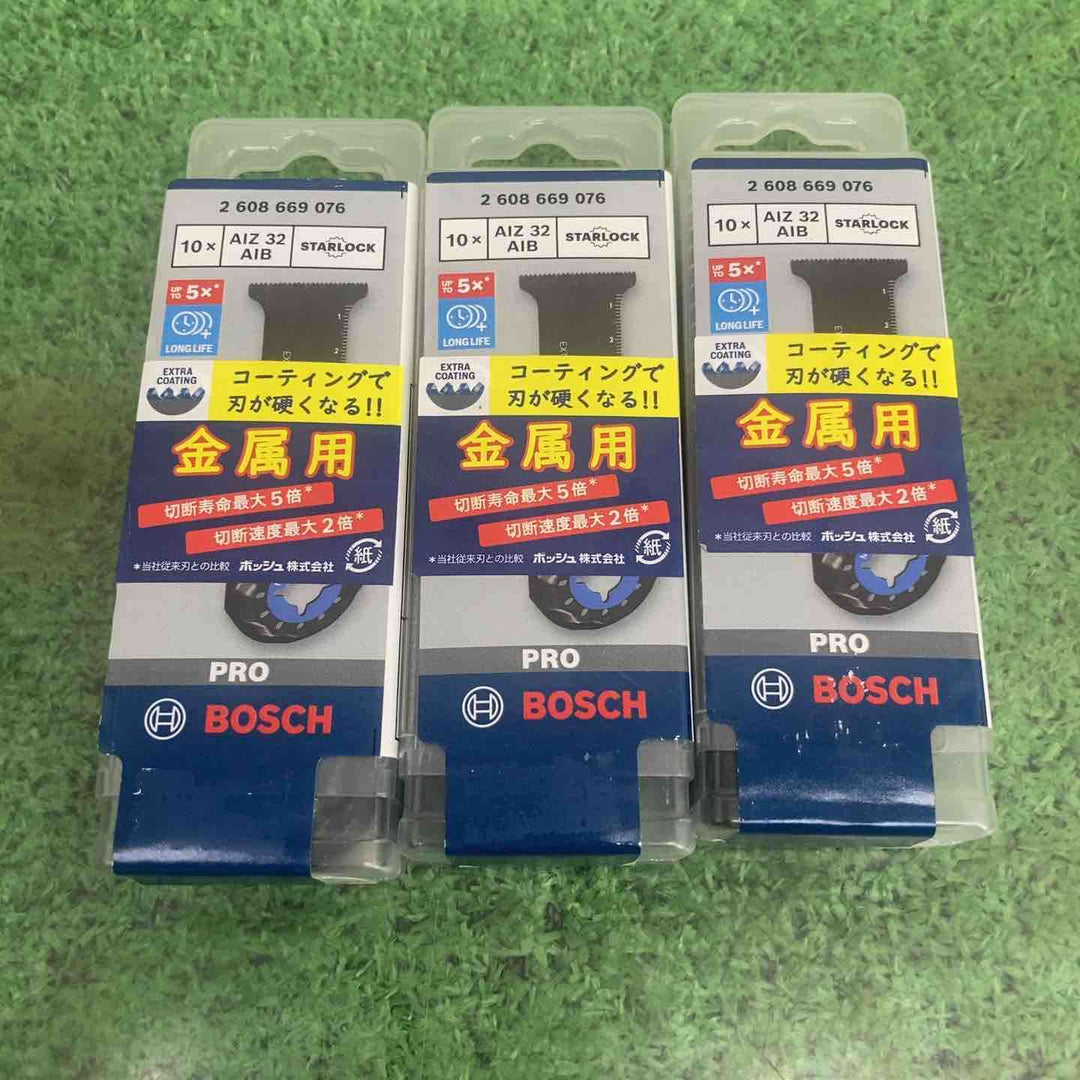 2 608 669 076
10× AIZ 32 AIB STARLOCK
UP TO 5×*
LONG LIFE
1
2
EXTRA COATING
コーティングで
刃が硬くなる!!
金属用
切断寿命最大5倍*
切断速度最大2倍*
*当社従来刃との比較 ボッシュ株式会社
紙
PRO
BOSCH
2 608 669 076
10× AIZ 32 AIB STARLOCK
UP TO 5×*
LONG LIFE
1
2
EXTRA COATING
コーティングで
刃が硬くなる!!
金属用
切断寿命最大5倍*
切断速度最大2倍*
*当社従来刃との比較 ボッシュ株式会社
紙
PRO
BOSCH
2 608 669 076
10× AIZ 32 AIB STARLOCK
UP TO 5×*
LONG LIFE
1
2
EXTRA COATING
コーティングで
刃が硬くなる!!
金属用
切断寿命最大5倍*
切断速度最大2倍*
*当社従来刃との比較 ボッシュ株式会社
紙
PRO
BOSCH